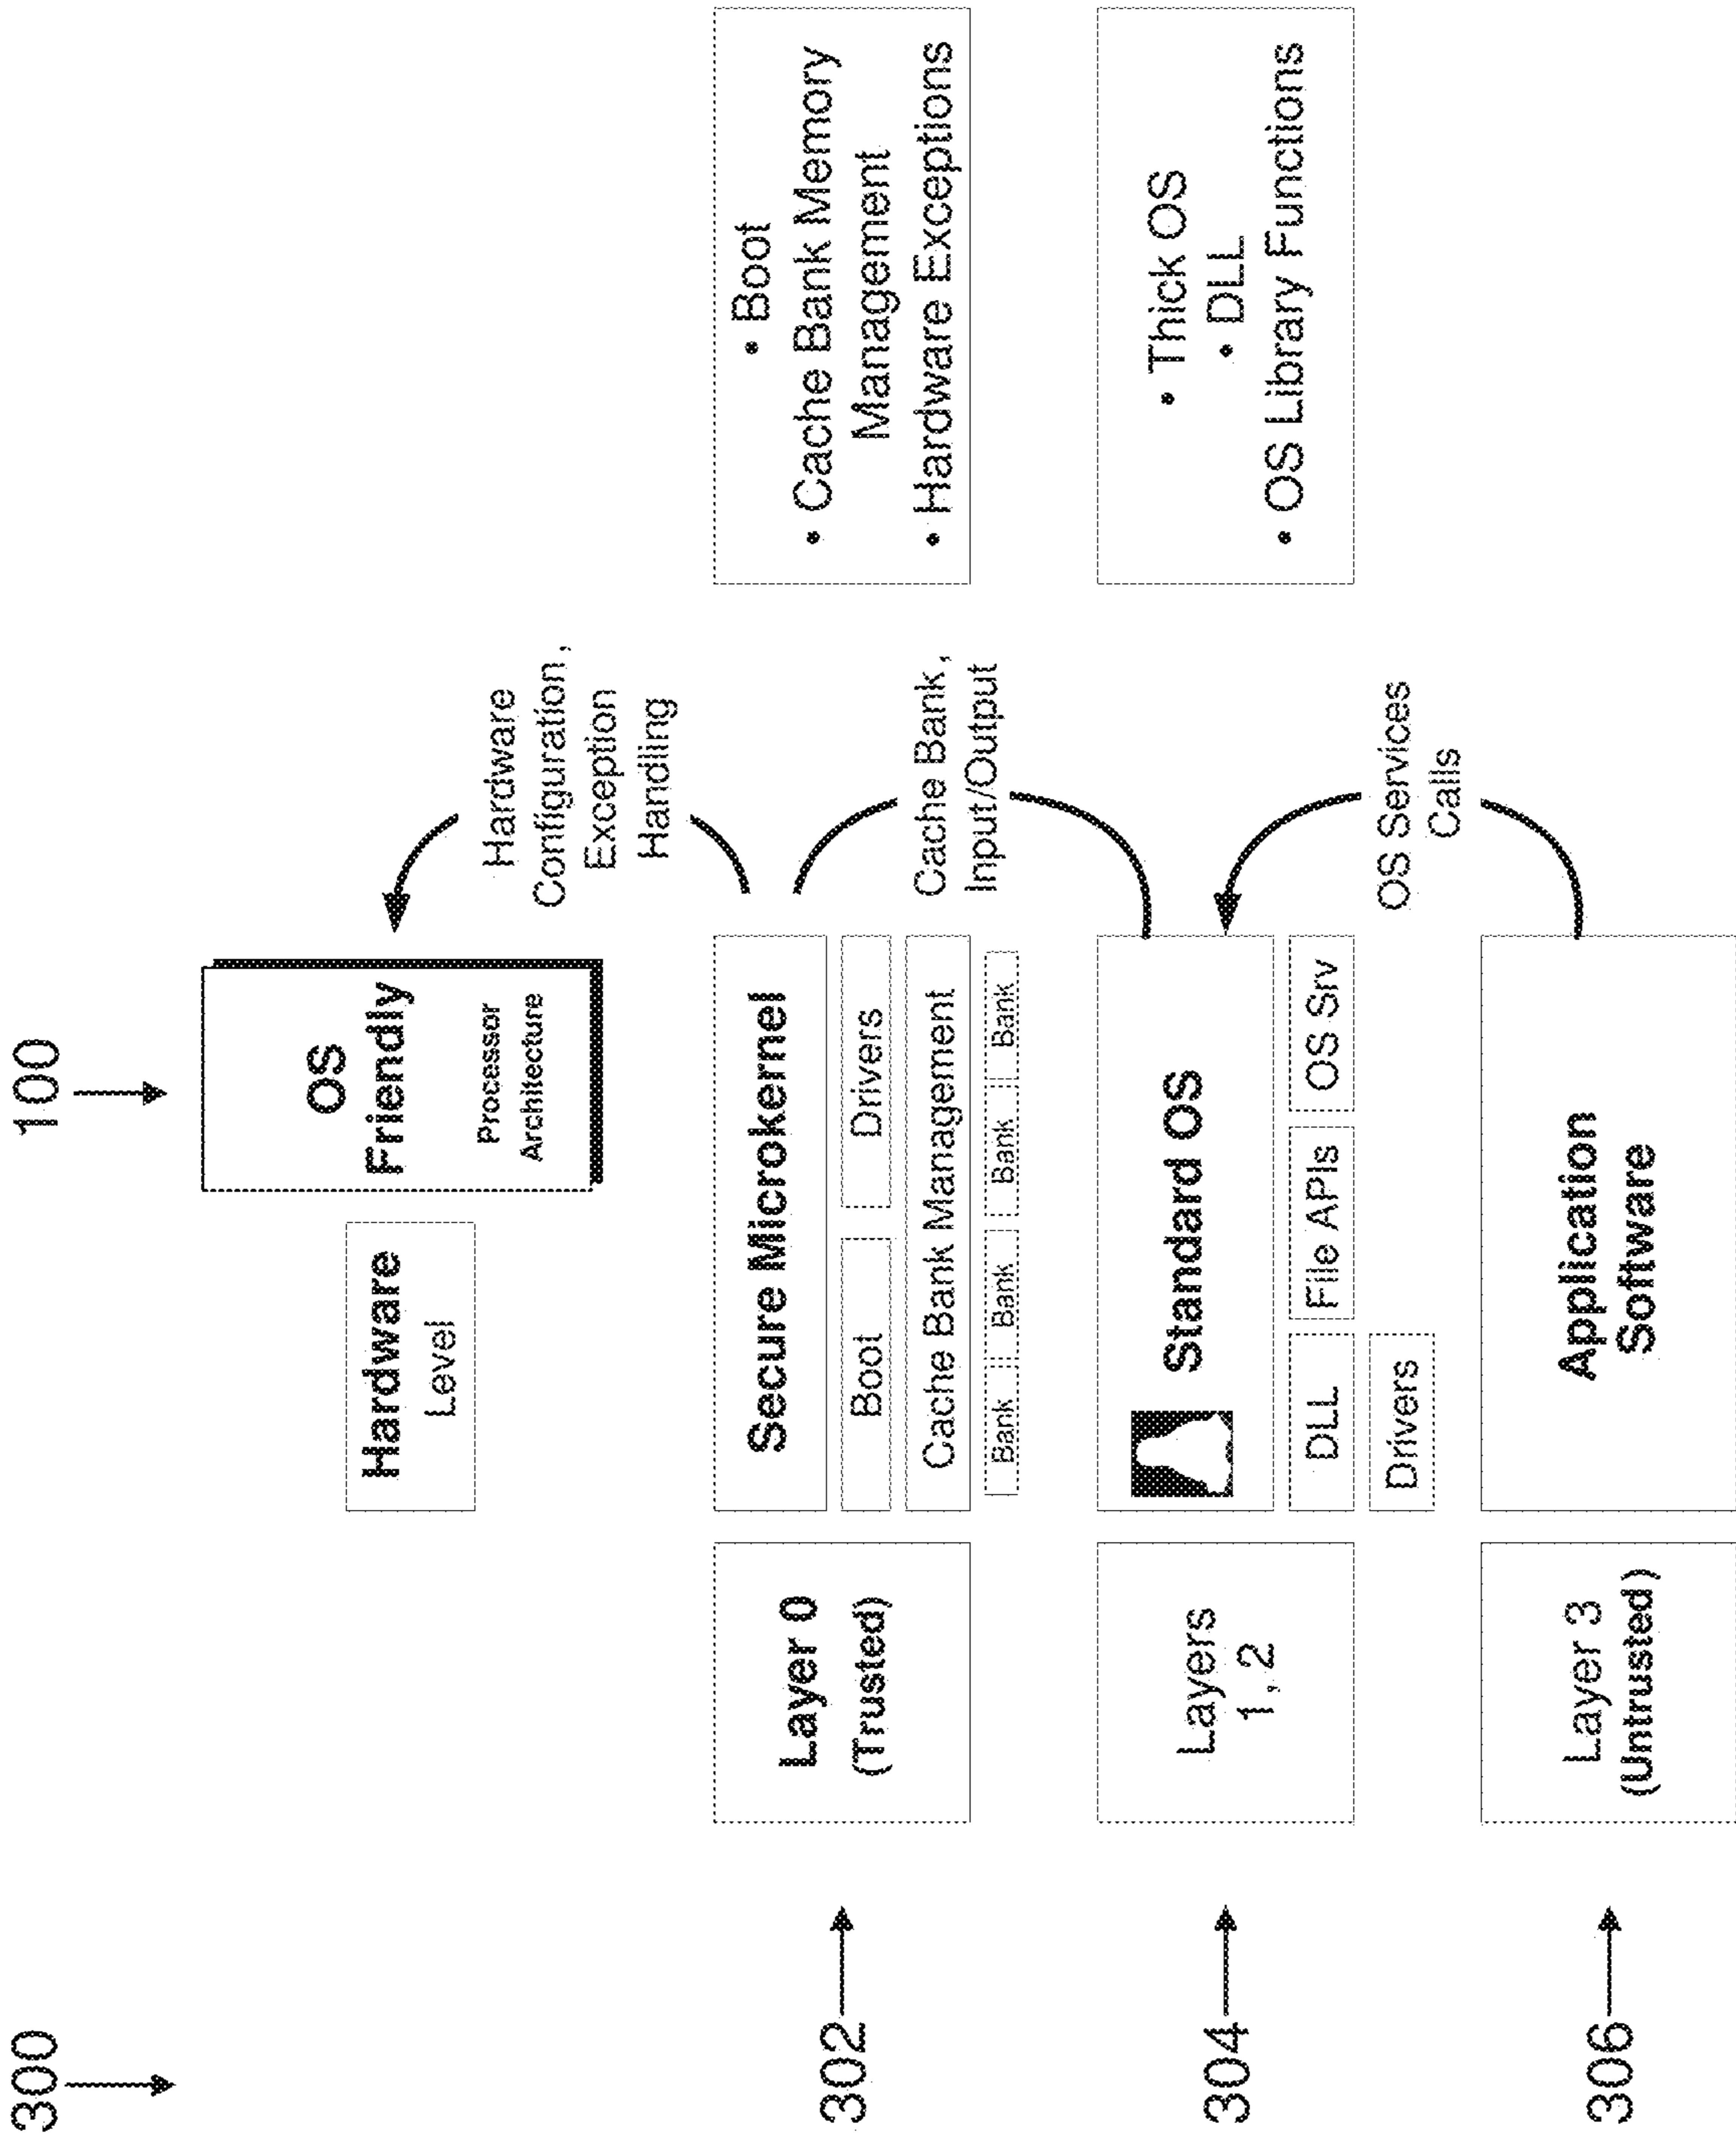 300
100
Hardware
Level
OS
Friendly
Processor
Architecture
Hardware
Configuration,
Exception
Handling
302
Layer 0
(Trusted)
Secure Microkernel
Boot
Drivers
Cache Bank Management
Bank
Bank
Bank
Bank
Cache Bank,
Input/Output
• Boot
• Cache Bank Memory
Management
• Hardware Exceptions
304
Layers
1,2
Standard OS
DLL
File APIs
OS Srv
Drivers
OS Services
Calls
• Thick OS
• DLL
• OS Library Functions
306
Layer 3
(Untrusted)
Application
Software